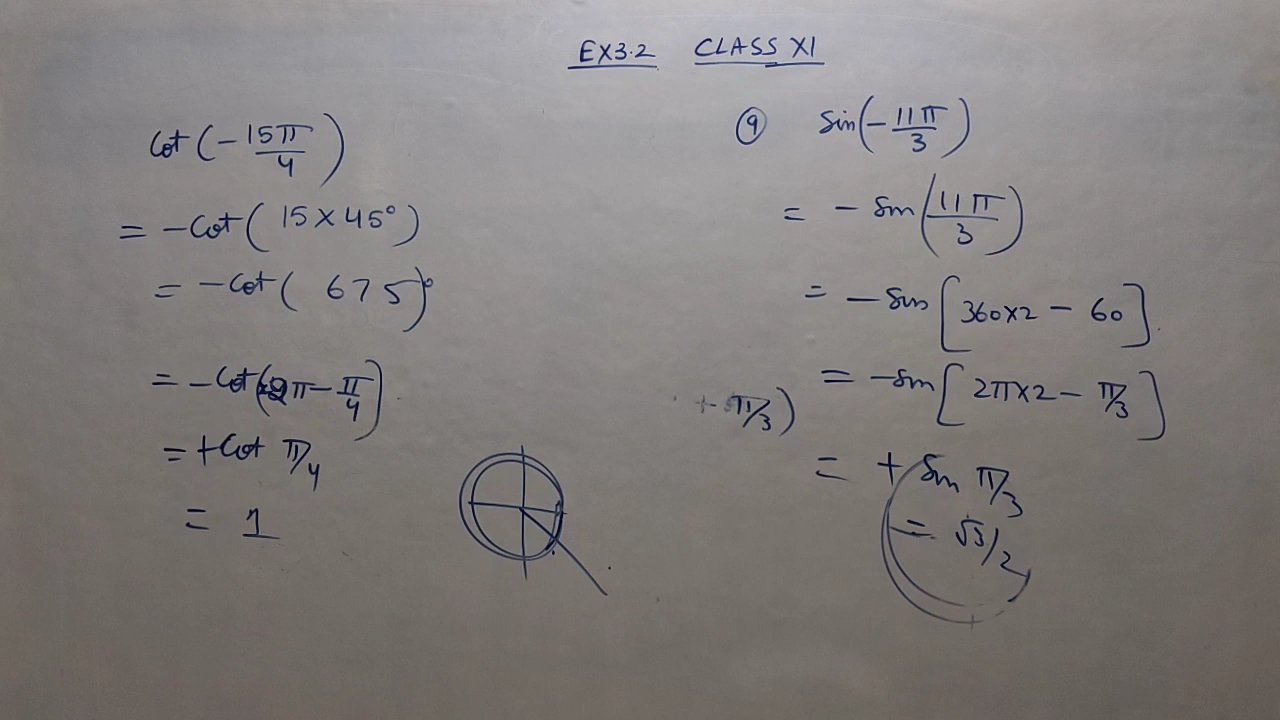 EX3.2 CLASS XI
cot(-15π/4)
= -cot(15×45°)
= -cot(675)°
= -cot(2π-π/4)
= +cot π/4
= 1
9 sin(-11π/3)
= -sin(11π/3)
= -sin[360×2-60]
= -sin[2π×2-π/3]
+ π/3)
= + sin π/3
= √3/2